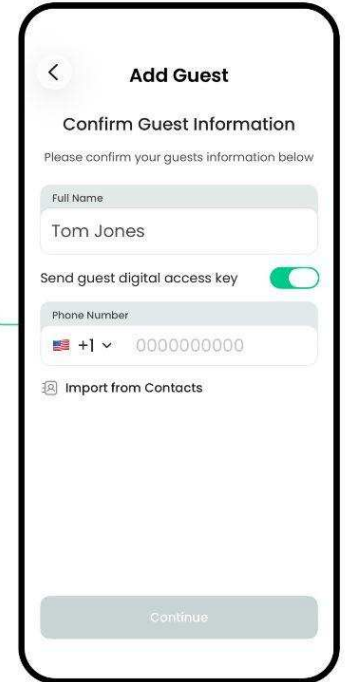 Add Guest
Confirm Guest Information
Please confirm your guests information below
Full Name
Tom Jones
Send guest digital access key
Phone Number
+1 0000000000
Import from Contacts
Continue